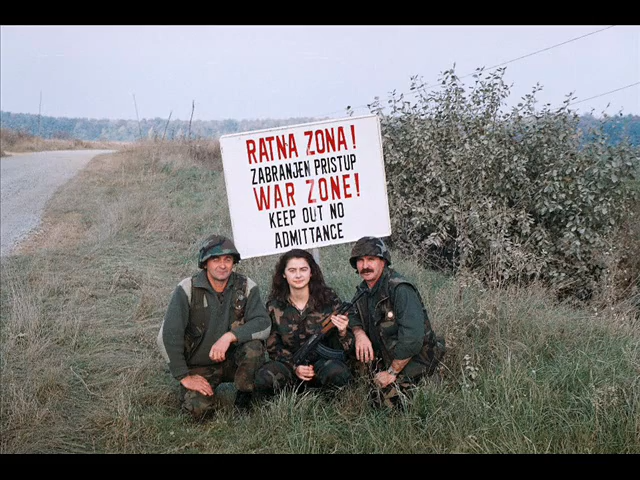 RATNA ZONA!
ZABRANJEN PRISTUP
WAR ZONE!
KEEP OUT NO
ADMITTANCE